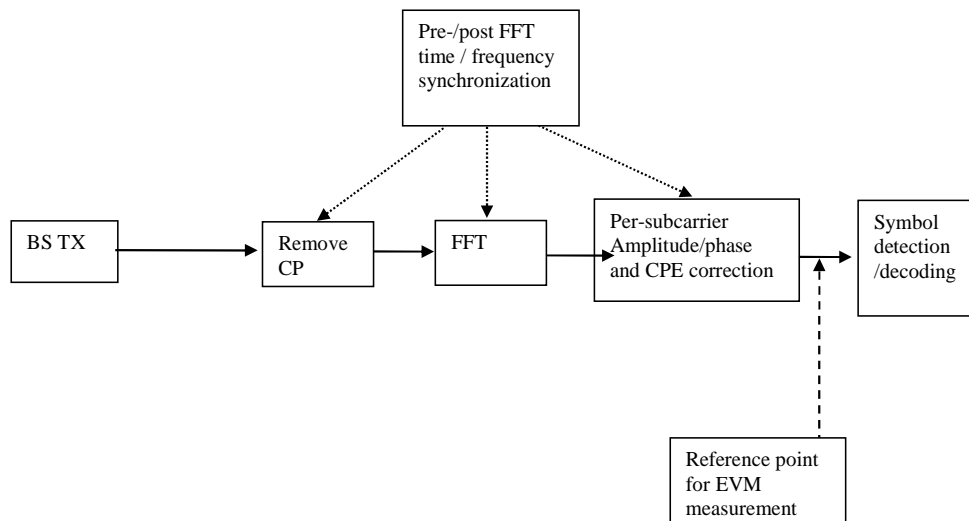 Pre-/post FFT
time / frequency
synchronization
BS TX
Remove
CP
FFT
Per-subcarrier
Amplitude/phase
and CPE correction
Symbol
detection
/decoding
Reference point
for EVM
measurement